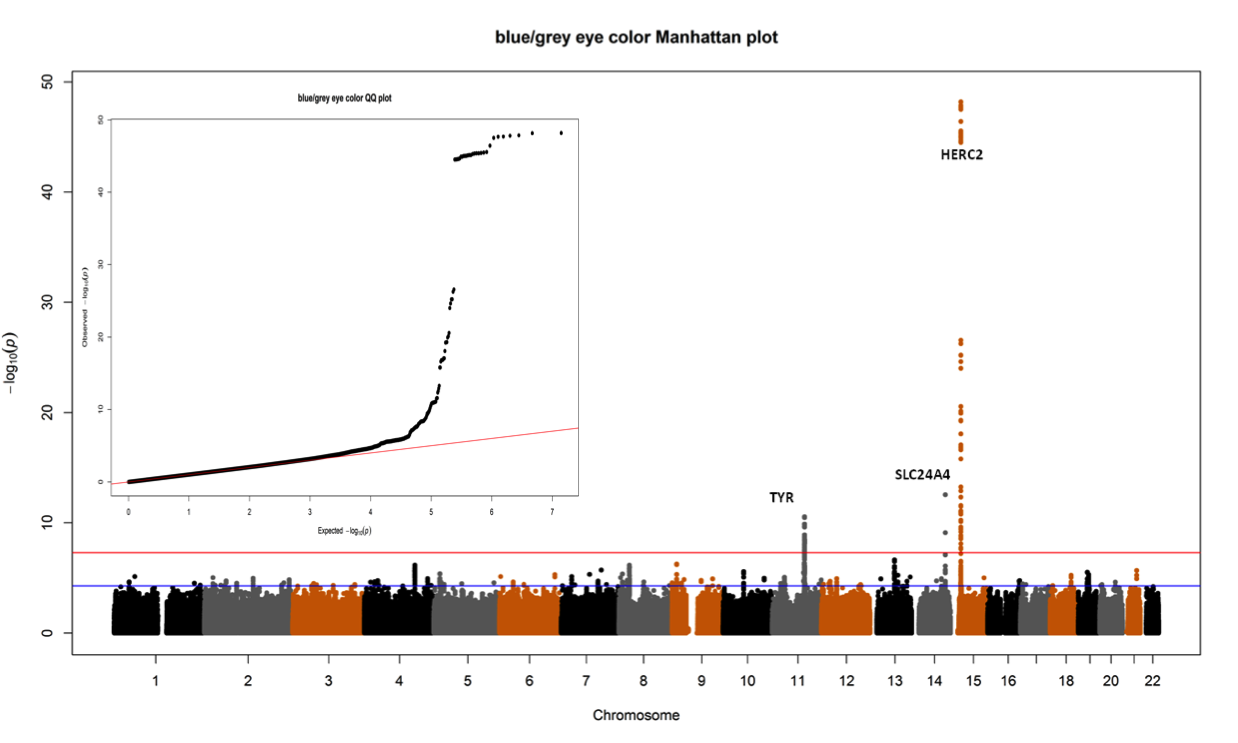 blue/grey eye color Manhattan plot
50
40
30
20
10
0
−log10(p)
blue/grey eye color QQ plot
50
40
30
20
10
0
Observed −log10(p)
0 1 2 3 4 5 6 7
Expected −log10(p)
HERC2
SLC24A4
TYR
1 2 3 4 5 6 7 8 9 10 11 12 13 14 15 16 18 20 22
Chromosome